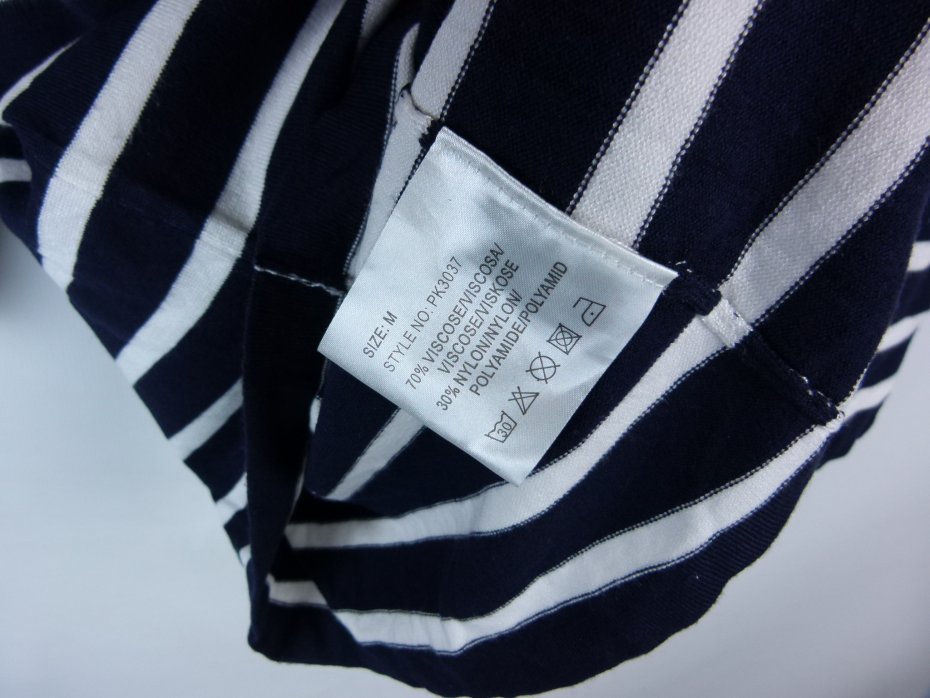 SIZE: M
STYLE NO: PK3037
70% VISCOSE/VISCOSA/
VISCOSE/VISKOSE
30% NYLON/NYLON/
POLYAMIDE/POLYAMID
30